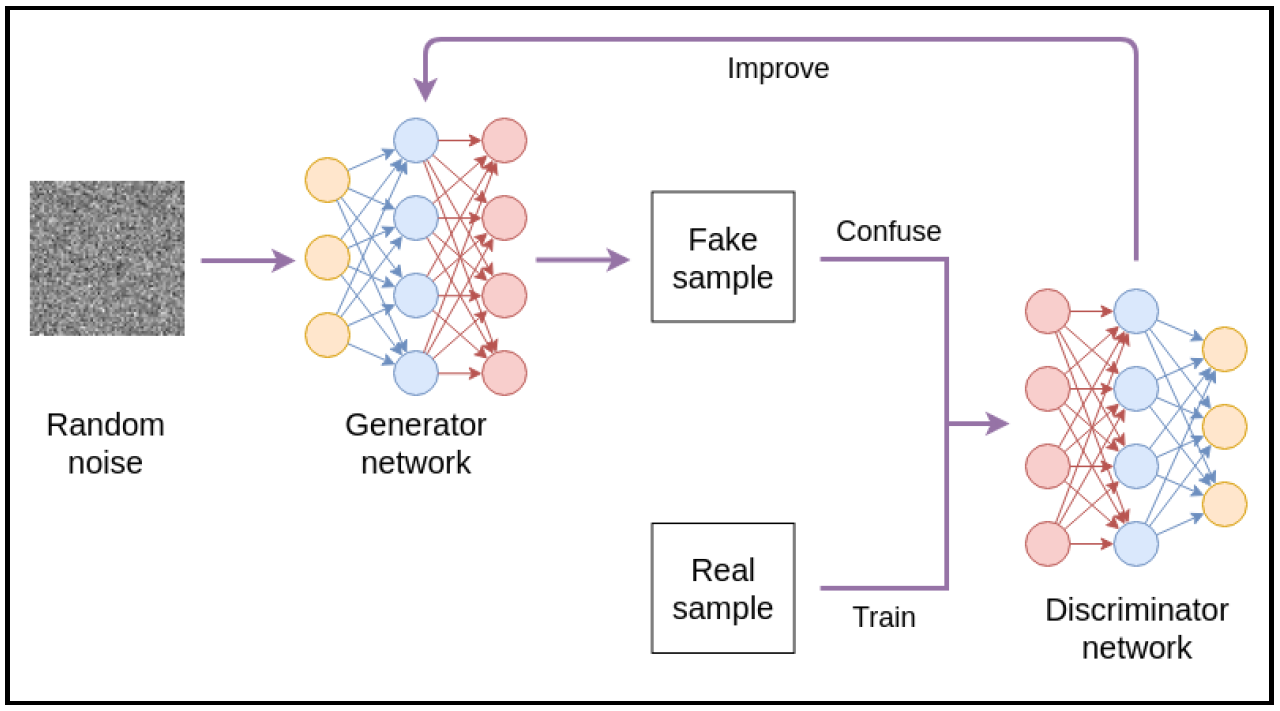 Improve
Random
noise
Generator
network
Fake
sample
Confuse
Real
sample
Train
Discriminator
network